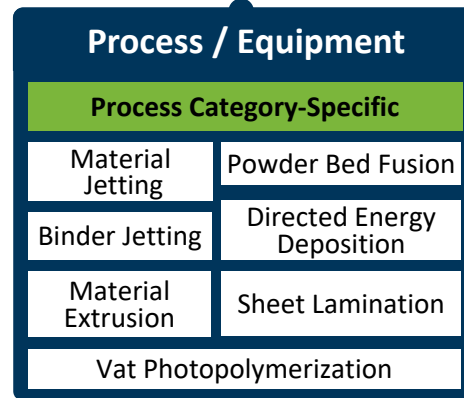 Process / Equipment
Process Category-Specific
Material
Jetting
Powder Bed Fusion
Binder Jetting
Directed Energy
Deposition
Material
Extrusion
Sheet Lamination
Vat Photopolymerization